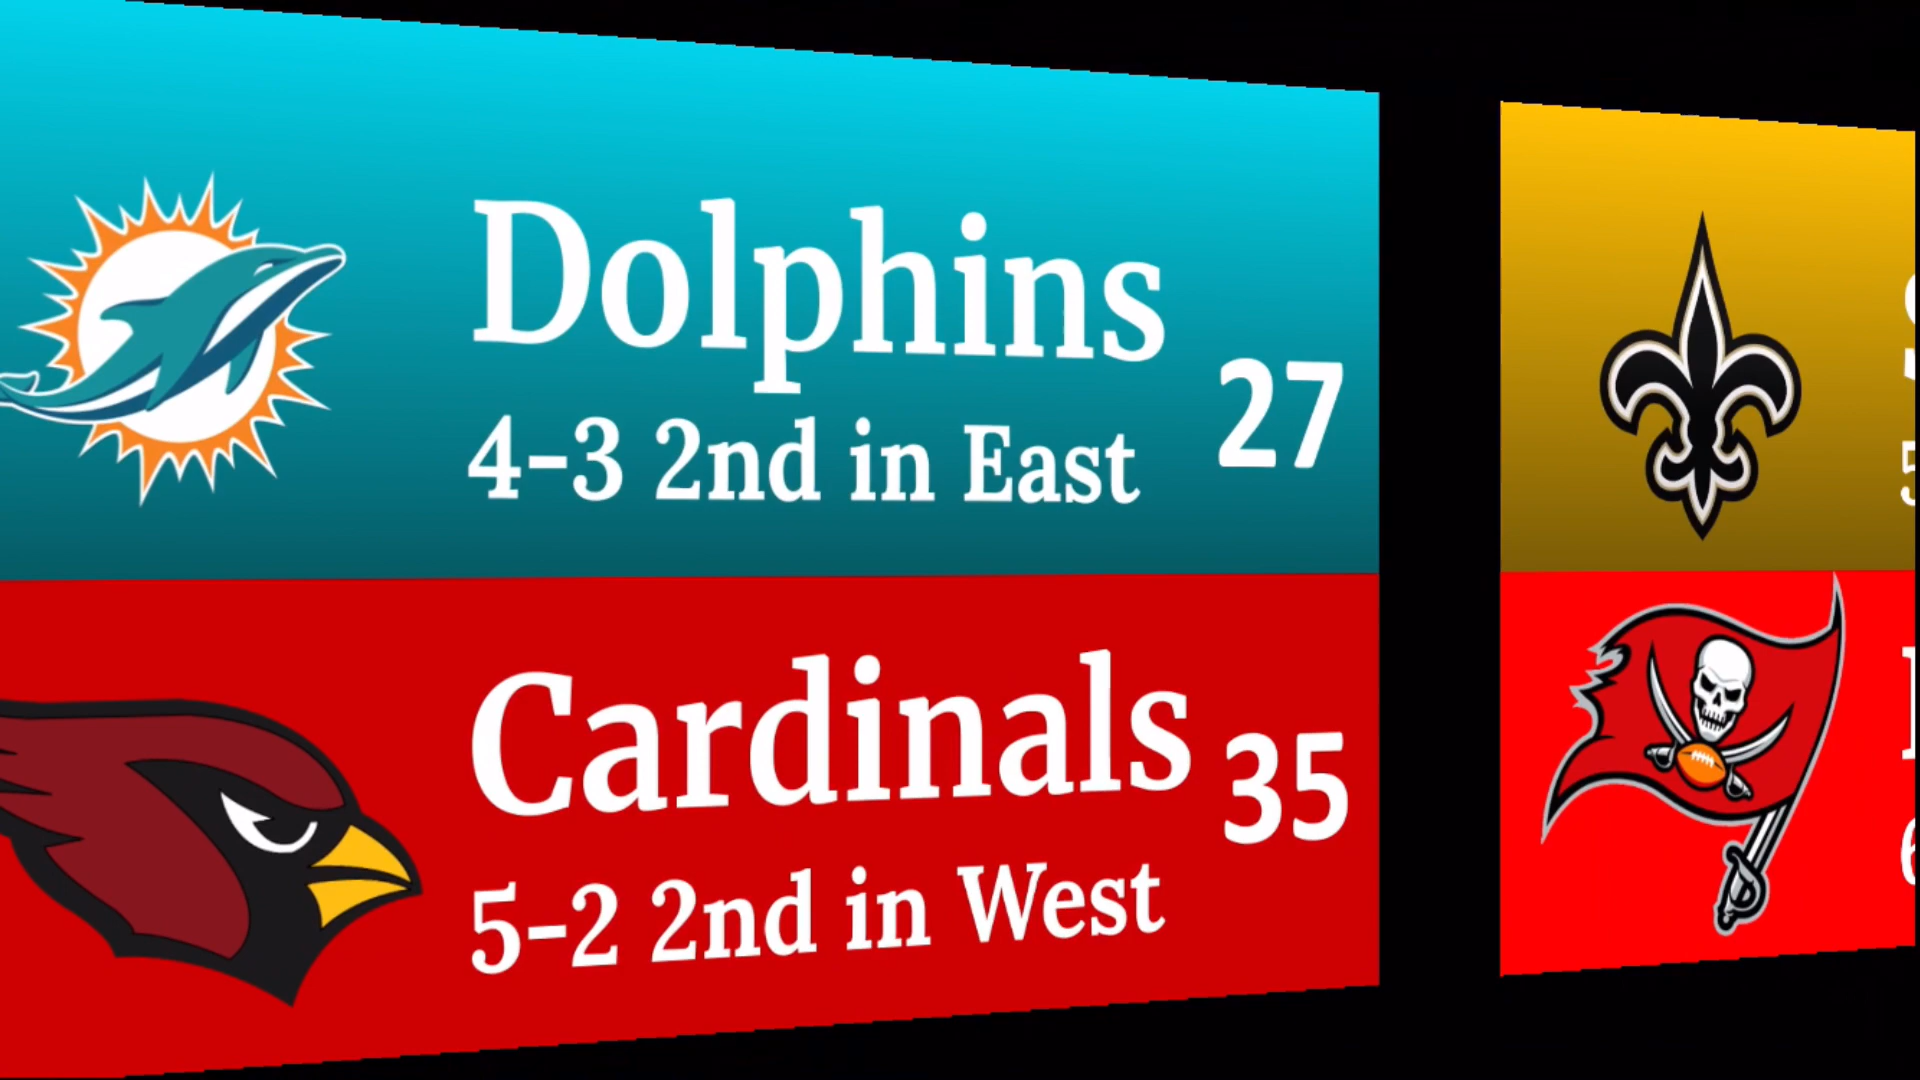 Dolphins
27
4-3 2nd in East
Cardinals
35
5-2 2nd in West